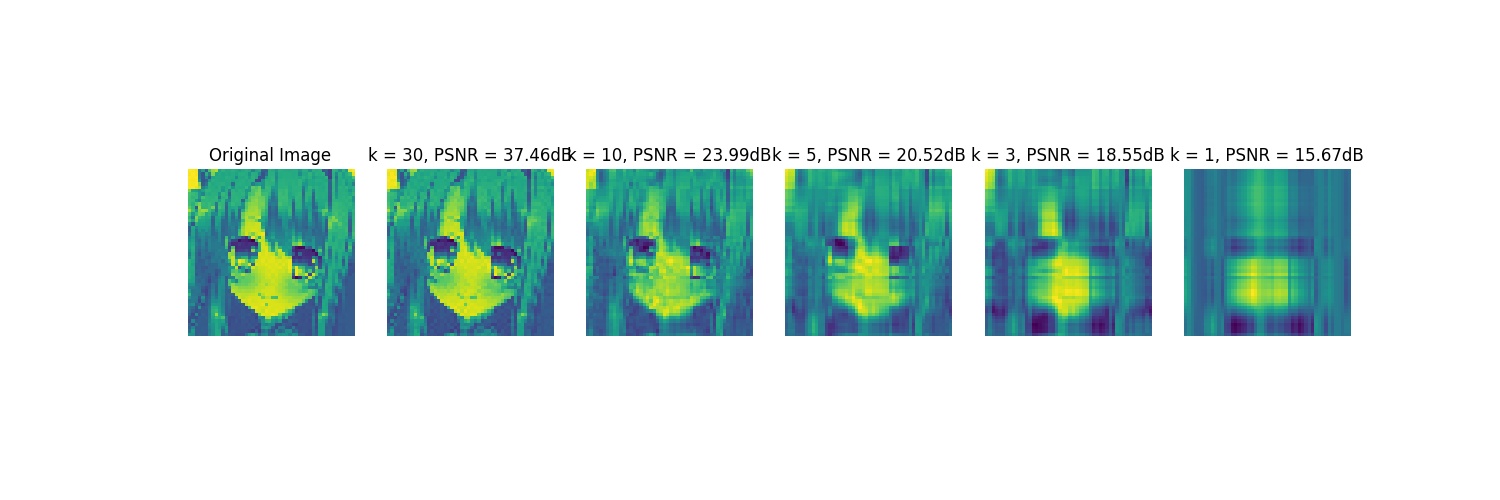 Original Image
k = 30, PSNR = 37.46dB
k = 10, PSNR = 23.99dB
k = 5, PSNR = 20.52dB
k = 3, PSNR = 18.55dB
k = 1, PSNR = 15.67dB